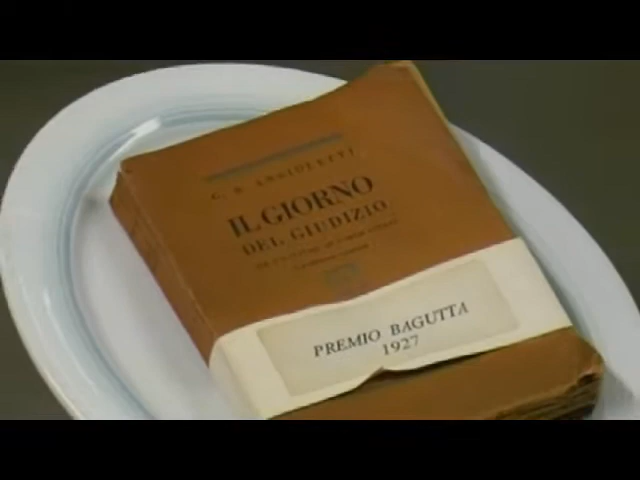 G. B. ANGIOLETTI
IL GIORNO
DEL GIUDIZIO
PREMIO BAGUTTA
1927